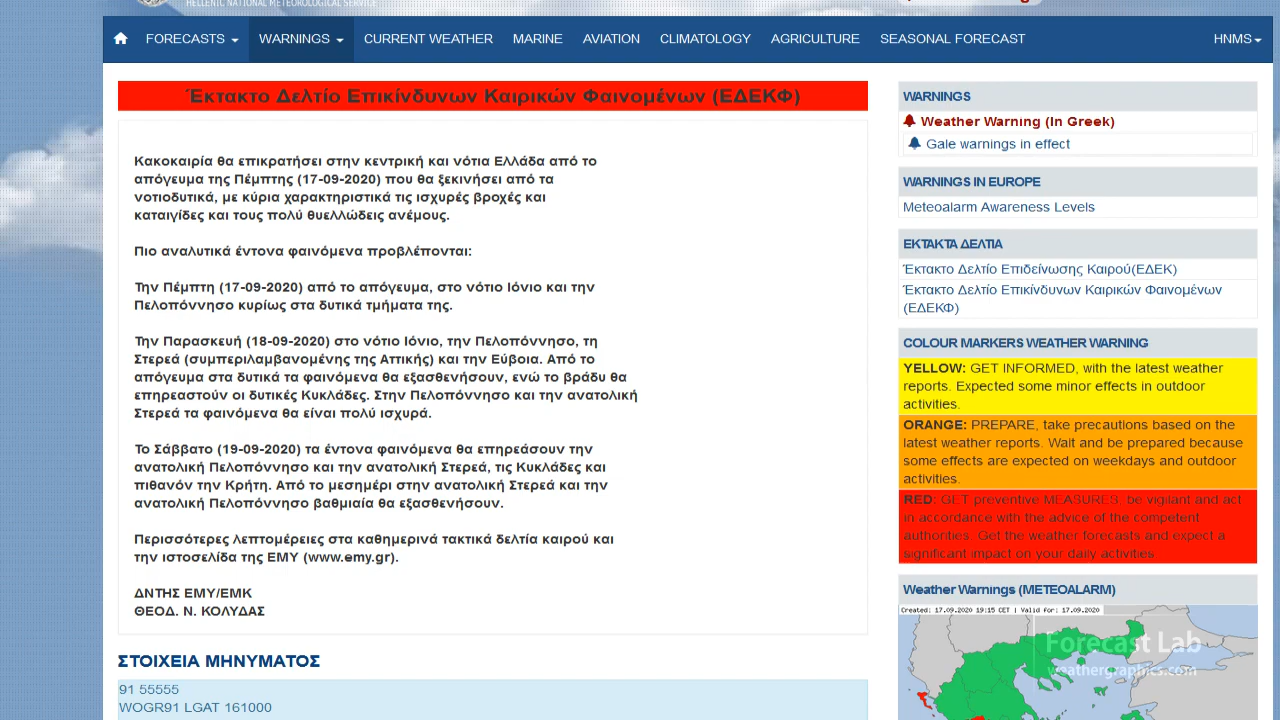 HELLENIC NATIONAL METEOROLOGICAL SERVICE
FORECASTS WARNINGS CURRENT WEATHER MARINE AVIATION CLIMATOLOGY AGRICULTURE SEASONAL FORECAST HNMS
Έκτακτο Δελτίο Επικίνδυνων Καιρικών Φαινομένων (ΕΔΕΚΦ)
Κακοκαιρία θα επικρατήσει στην κεντρική και νότια Ελλάδα από το
απόγευμα της Πέμπτης (17-09-2020) που θα ξεκινήσει από τα
νοτιοδυτικά, με κύρια χαρακτηριστικά τις ισχυρές βροχές και
καταιγίδες και τους πολύ θυελλώδεις ανέμους.
Πιο αναλυτικά έντονα φαινόμενα προβλέπονται:
Την Πέμπτη (17-09-2020) από το απόγευμα, στο νότιο Ιόνιο και την
Πελοπόννησο κυρίως στα δυτικά τμήματα της.
Την Παρασκευή (18-09-2020) στο νότιο Ιόνιο, την Πελοπόννησο, τη
Στερεά (συμπεριλαμβανομένης της Αττικής) και την Εύβοια. Από το
απόγευμα στα δυτικά τα φαινόμενα θα εξασθενήσουν, ενώ το βράδυ θα
επηρεαστούν οι δυτικές Κυκλάδες. Στην Πελοπόννησο και την ανατολική
Στερεά τα φαινόμενα θα είναι πολύ ισχυρά.
Το Σάββατο (19-09-2020) τα έντονα φαινόμενα θα επηρεάσουν την
ανατολική Πελοπόννησο και την ανατολική Στερεά, τις Κυκλάδες και
πιθανόν την Κρήτη. Από το μεσημέρι στην ανατολική Στερεά και την
ανατολική Πελοπόννησο βαθμιαία θα εξασθενήσουν.
Περισσότερες λεπτομέρειες στα καθημερινά τακτικά δελτία καιρού και
την ιστοσελίδα της ΕΜΥ (www.emy.gr).
ΔΝΤΗΣ ΕΜΥ/ΕΜΚ
ΘΕΟΔ. Ν. ΚΟΛΥΔΑΣ
ΣΤΟΙΧΕΙΑ ΜΗΝΥΜΑΤΟΣ
91 55555
WOGR91 LGAT 161000
WARNINGS
Weather Warning (In Greek)
Gale warnings in effect
WARNINGS IN EUROPE
Meteoalarm Awareness Levels
ΕΚΤΑΚΤΑ ΔΕΛΤΙΑ
Έκτακτο Δελτίο Επιδείνωσης Καιρού(ΕΔΕΚ)
Έκτακτο Δελτίο Επικίνδυνων Καιρικών Φαινομένων
(ΕΔΕΚΦ)
COLOUR MARKERS WEATHER WARNING
YELLOW: GET INFORMED, with the latest weather
reports. Expected some minor effects in outdoor
activities.
ORANGE: PREPARE, take precautions based on the
latest weather reports. Wait and be prepared because
some effects are expected on weekdays and outdoor
activities.
RED: GET preventive MEASURES, be vigilant and act
in accordance with the advice of the competent
authorities. Get the weather forecasts and expect a
significant impact on your daily activities
Weather Warnings (METEOALARM)
Created: 17.09.2020 19:15 CET | Valid for: 17.09.2020
Forecast Lab
weathergraphics.com